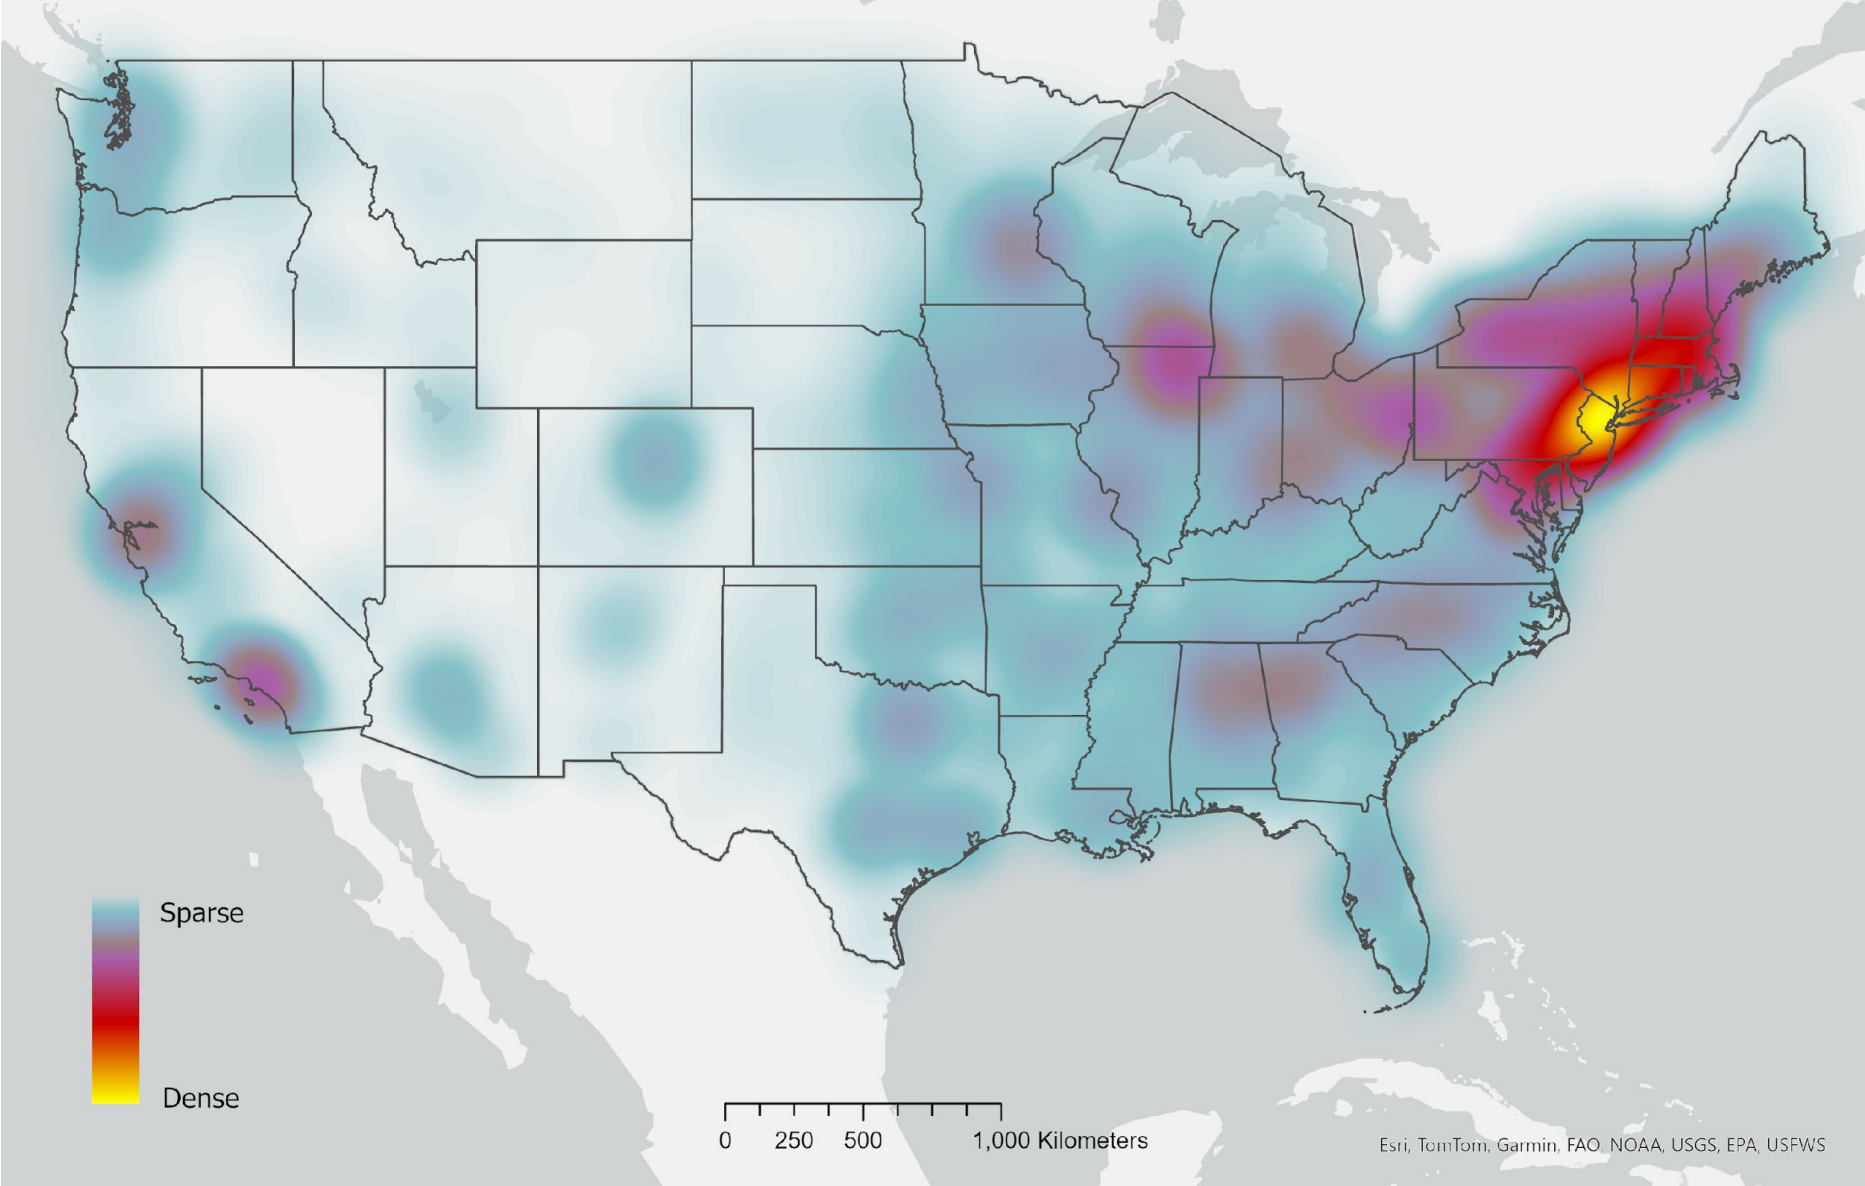 Sparse
Dense
0 250 500 1,000 Kilometers
Esri, TomTom, Garmin, FAO, NOAA, USGS, EPA, USFWS